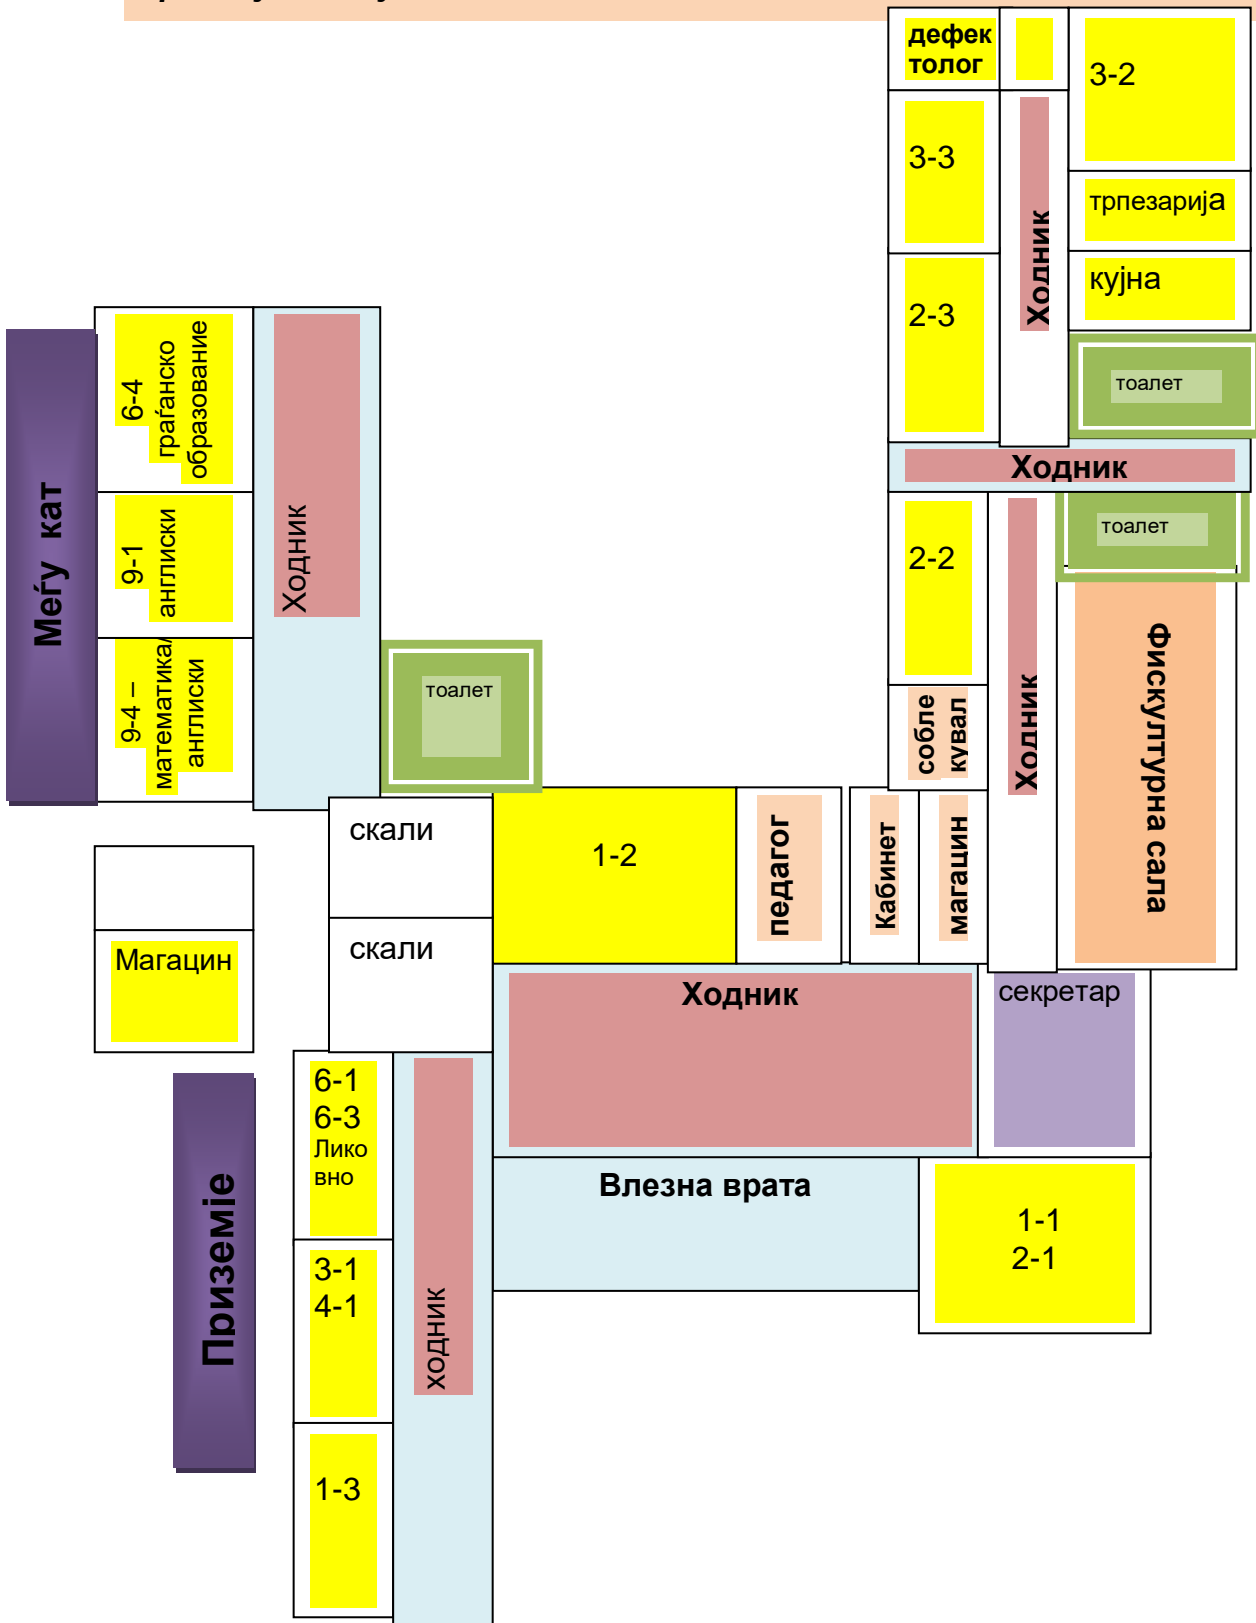 дефек
толог
3-2
3-3
Ходник
трпезарија
кујна
2-3
тоалет
Ходник
6-4
граѓанско
образование
Ходник
Меѓу кат
9-1
англиски
9-4 –
математика/
англиски
тоалет
2-2
тоалет
Ходник
Фискултурна сала
собле
кувал
скали
1-2
педагог
Кабинет
магацин
скали
Магацин
Ходник
секретар
6-1
6-3
Лико
вно
ходник
Приземје
Влезна врата
1-1
2-1
3-1
4-1
1-3